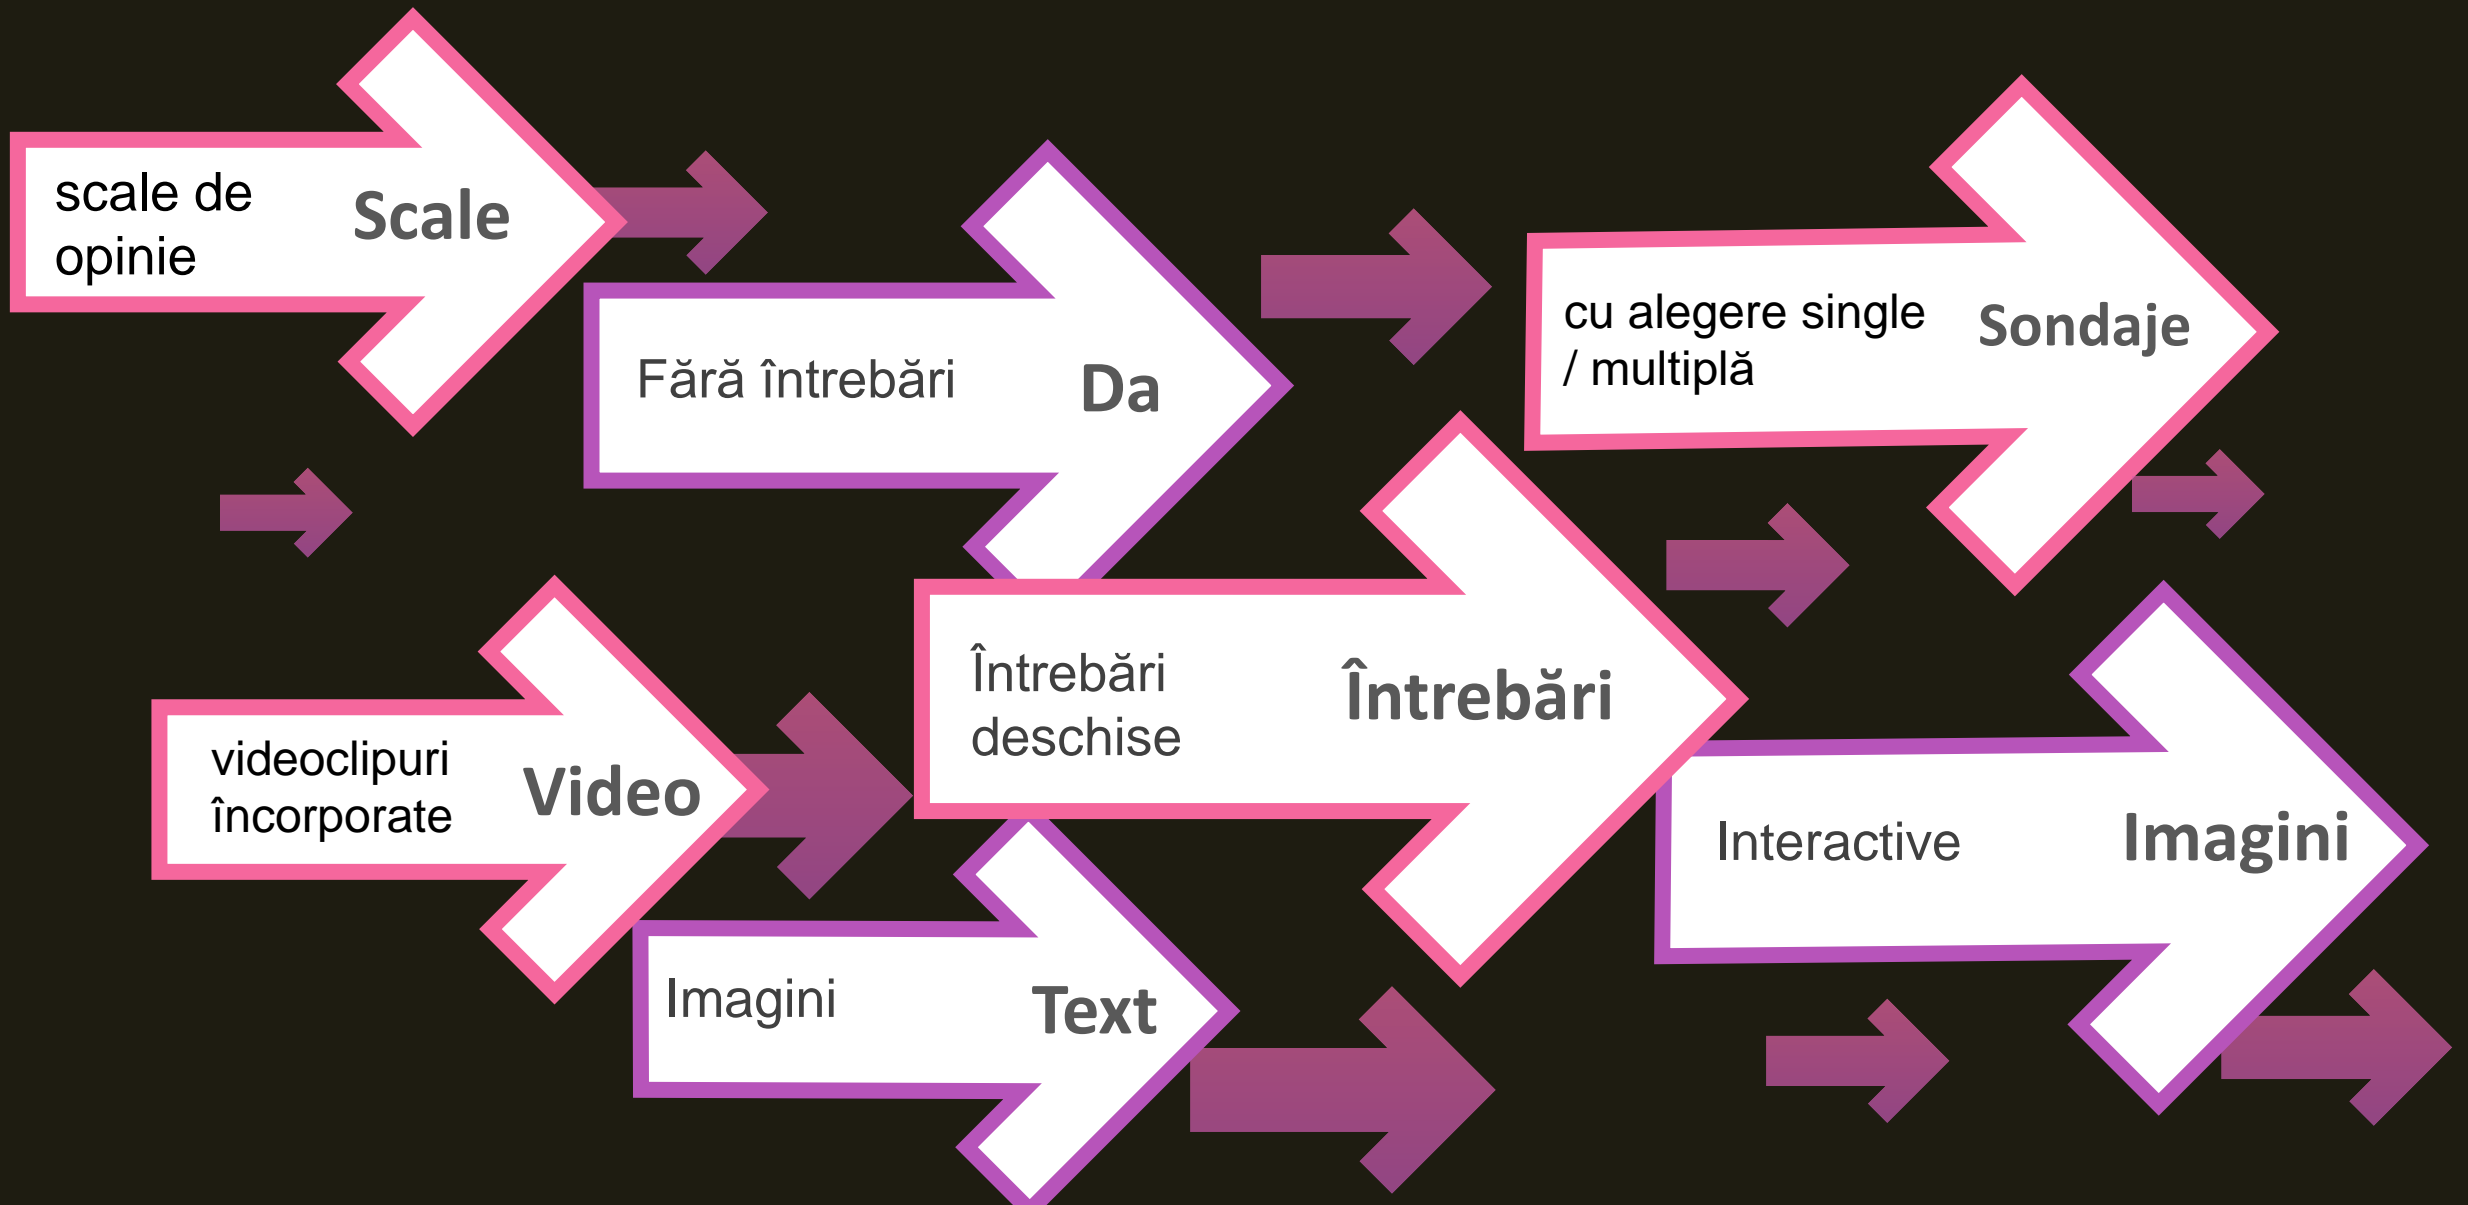 scale de
opinie
Scale
Fără întrebări
Da
cu alegere single
/ multiplă
Sondaje
videoclipuri
încorporate
Video
Întrebări
deschise
Întrebări
Interactive
Imagini
Imagini
Text